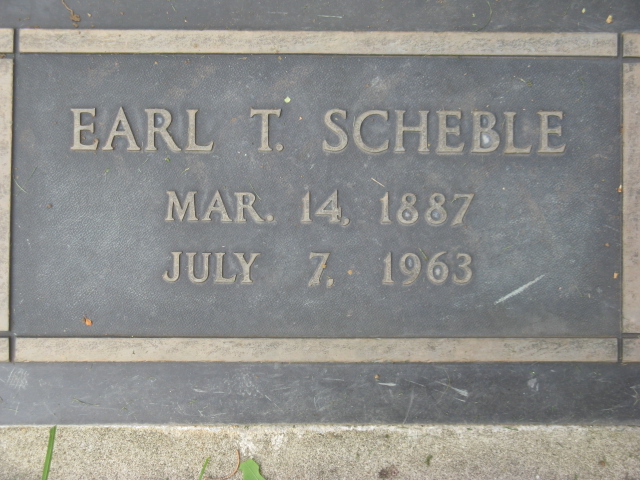 EARL T. SCHEBLE
MAR. 14, 1887
JULY 7, 1963